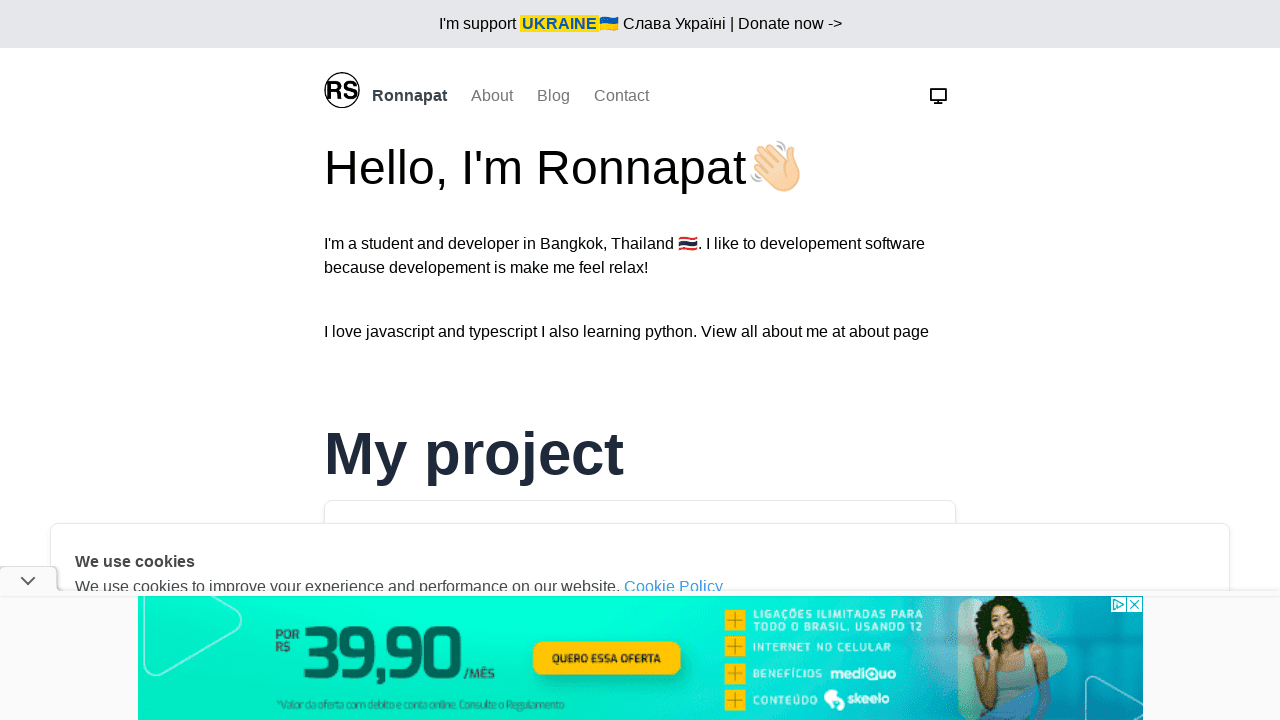 I'm support UKRAINE🇺🇦 Слава Україні | Donate now ->
RS
Ronnapat About Blog Contact
Hello, I'm Ronnapat👋🏻
I'm a student and developer in Bangkok, Thailand 🇹🇭. I like to developement software
because developement is make me feel relax!
I love javascript and typescript I also learning python. View all about me at about page
My project
We use cookies
We use cookies to improve your experience and performance on our website. Cookie Policy
POR
R$ 39,90 /MÊS
*Valor da oferta com debito e conta online. Consulte o Regulamento
QUERO ESSA OFERTA
LIGAÇÕES ILIMITADAS PARA
TODO O BRASIL, USANDO 12
INTERNET NO CELULAR
BENEFÍCIOS mediQuo
CONTEÚDO skeelo